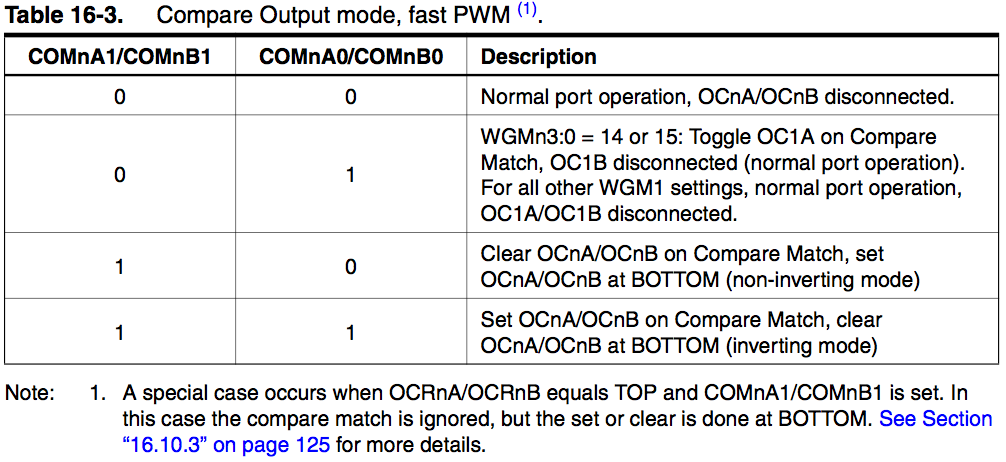 Table 16-3. Compare Output mode, fast PWM (1).
COMnA1/COMnB1 COMnA0/COMnB0 Description
0 0 Normal port operation, OCnA/OCnB disconnected.
0 1 WGMn3:0 = 14 or 15: Toggle OC1A on Compare
Match, OC1B disconnected (normal port operation).
For all other WGM1 settings, normal port operation,
OC1A/OC1B disconnected.
1 0 Clear OCnA/OCnB on Compare Match, set
OCnA/OCnB at BOTTOM (non-inverting mode)
1 1 Set OCnA/OCnB on Compare Match, clear
OCnA/OCnB at BOTTOM (inverting mode)
Note: 1. A special case occurs when OCRnA/OCRnB equals TOP and COMnA1/COMnB1 is set. In
this case the compare match is ignored, but the set or clear is done at BOTTOM. See Section
“16.10.3” on page 125 for more details.